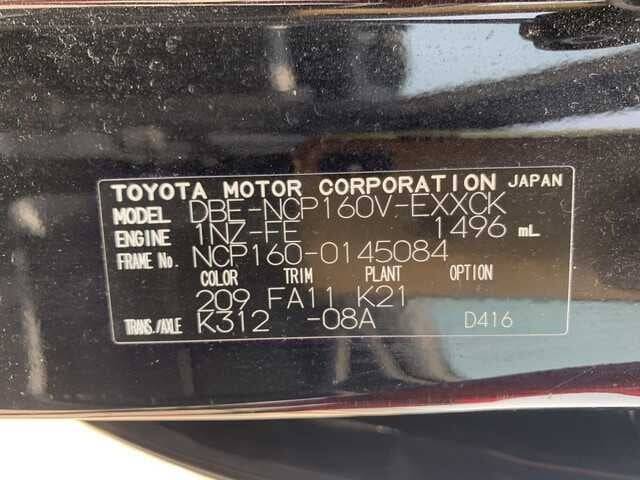 TOYOTA MOTOR CORPORATION JAPAN
MODEL DBE-NCP160V-EXXCK
ENGINE 1NZ-FE 1496 mL
FRAME No. NCP160-0145084
COLOR TRIM PLANT OPTION
209 FA11 K21
TRANS./AXLE K312 -08A D416